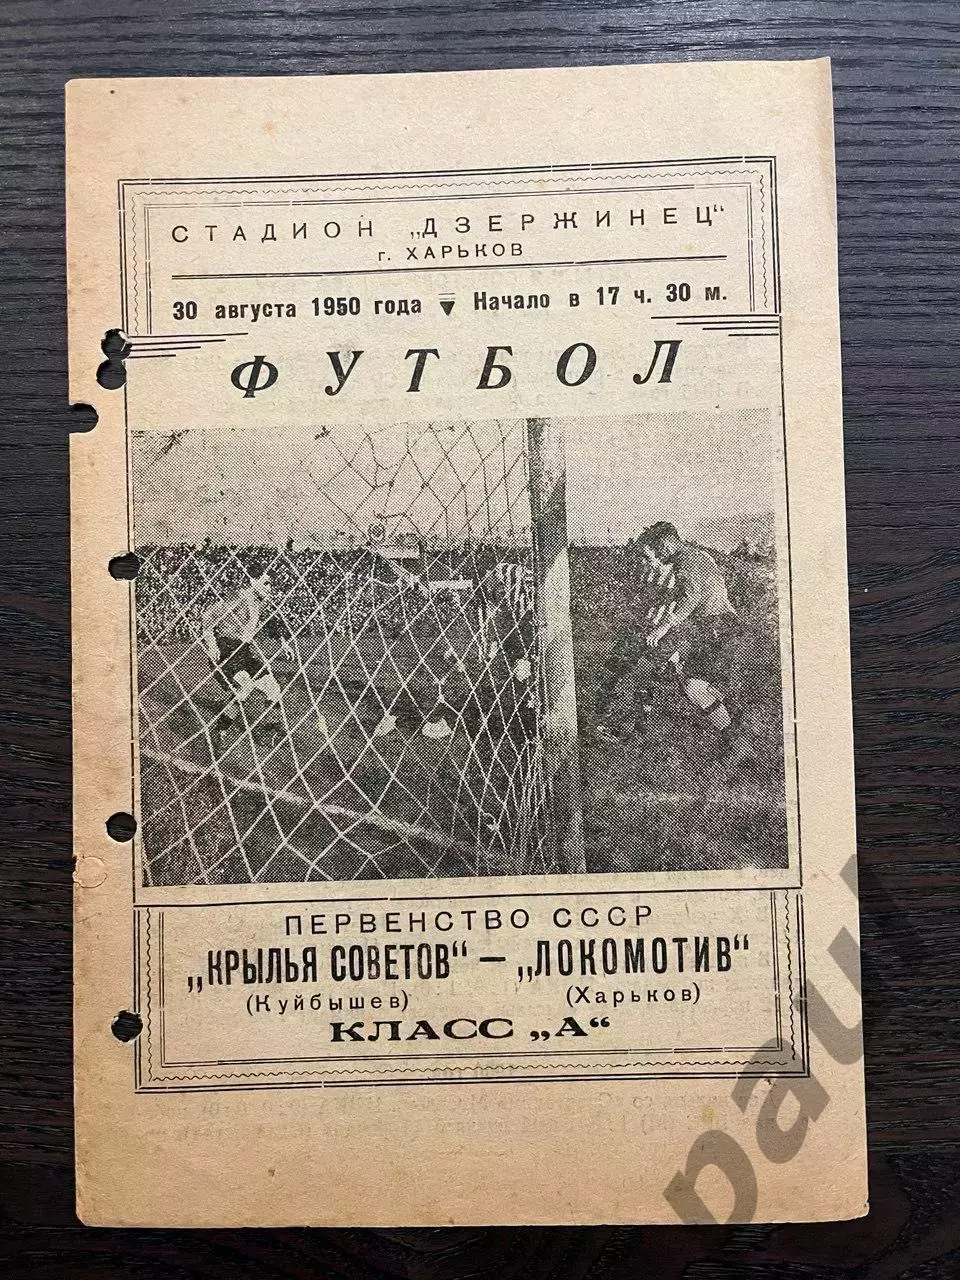 СТАДИОН „ДЗЕРЖИНЕЦ“
г. ХАРЬКОВ
30 августа 1950 года Начало в 17 ч. 30 м.
ФУТБОЛ
ПЕРВЕНСТВО СССР
„КРЫЛЬЯ СОВЕТОВ“ — „ЛОКОМОТИВ“
(Куйбышев) (Харьков)
КЛАСС „А“